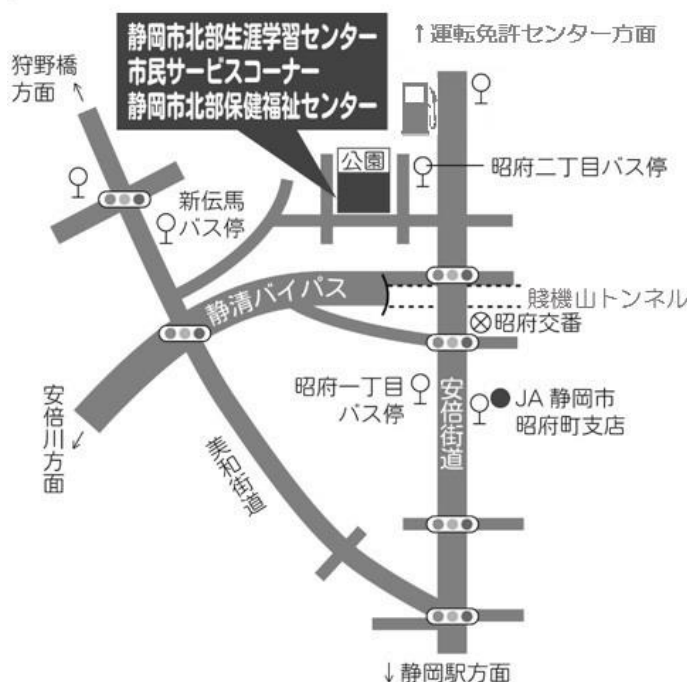 静岡市北部生涯学習センター
市民サービスコーナー
静岡市北部保健福祉センター
↑運転免許センター方面
狩野橋
方面
公園
昭府二丁目バス停
新伝馬
バス停
静清バイパス
賤機山トンネル
昭府交番
昭府一丁目
バス停
安倍街道
JA 静岡市
昭府町支店
安倍川方面
美和街道
↓静岡駅方面